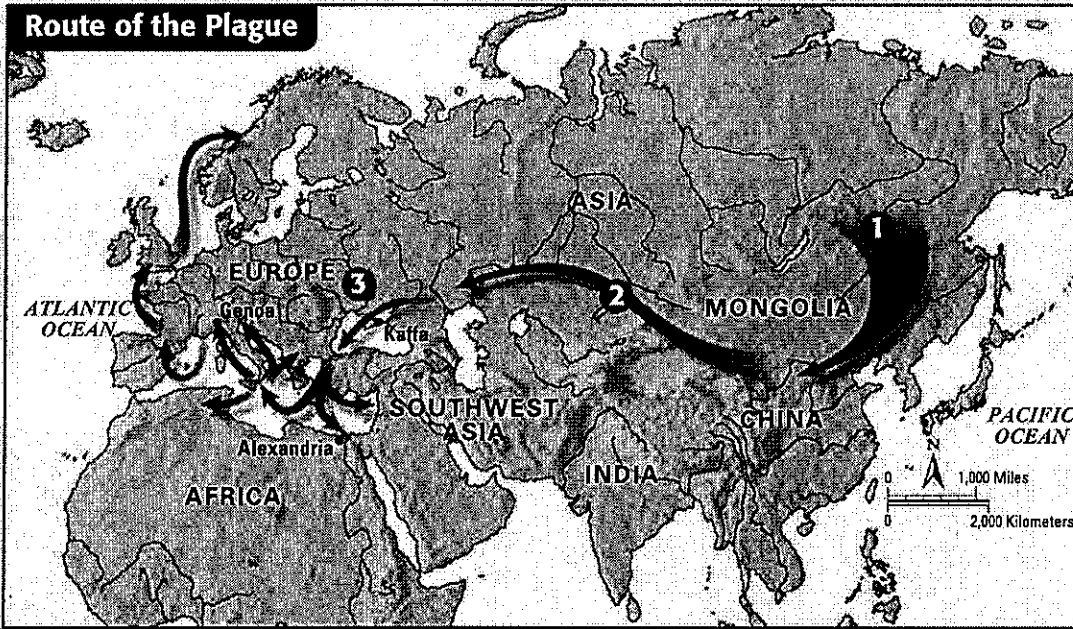 Route of the Plague
1
ASIA
EUROPE
3
2
MONGOLIA
ATLANTIC
OCEAN
Genoa
Kaffa
SOUTHWEST
ASIA
CHINA
PACIFIC
OCEAN
Alexandria
INDIA
AFRICA
N
0 1,000 Miles
0 2,000 Kilometers